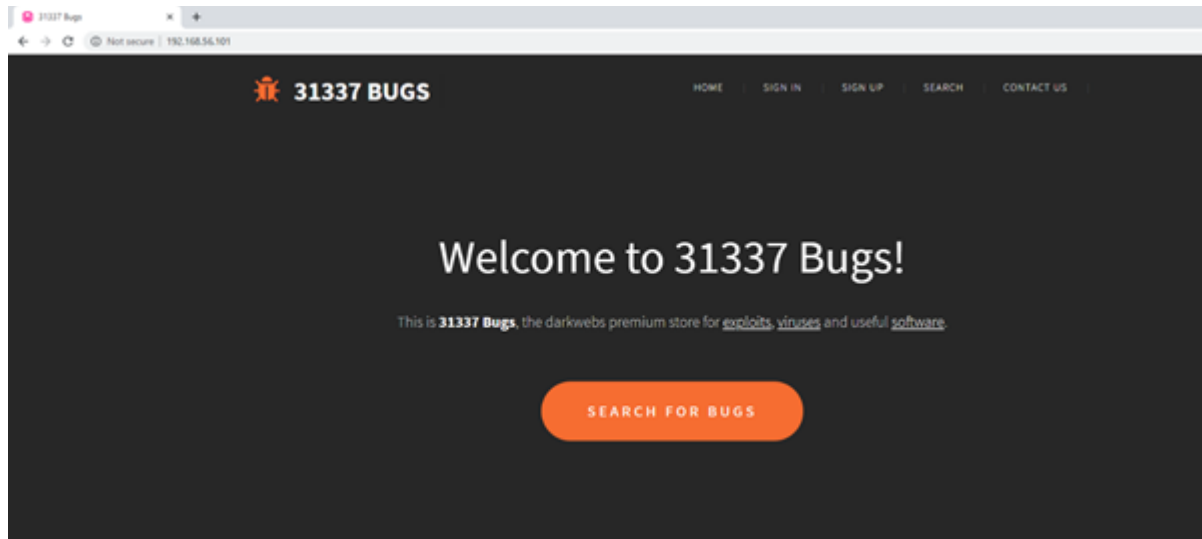 31337 Bugs
Not secure | 192.168.56.101
31337 BUGS
HOME | SIGN IN | SIGN UP | SEARCH | CONTACT US |
Welcome to 31337 Bugs!
This is 31337 Bugs, the darkwebs premium store for exploits, viruses and useful software.
SEARCH FOR BUGS